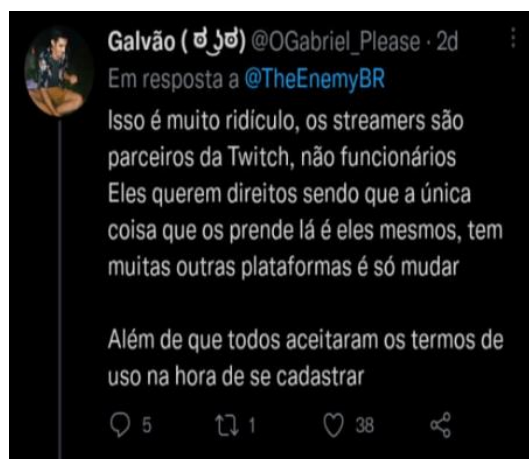 Galvão ( ಠ ͜ʖಠ) @OGabriel_Please · 2d
Em resposta a @TheEnemyBR
Isso é muito ridículo, os streamers são
parceiros da Twitch, não funcionários
Eles querem direitos sendo que a única
coisa que os prende lá é eles mesmos, tem
muitas outras plataformas é só mudar
Além de que todos aceitaram os termos de
uso na hora de se cadastrar
5 1 38